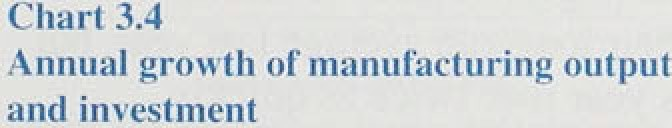 Chart 3.4
Annual growth of manufacturing output
and investment